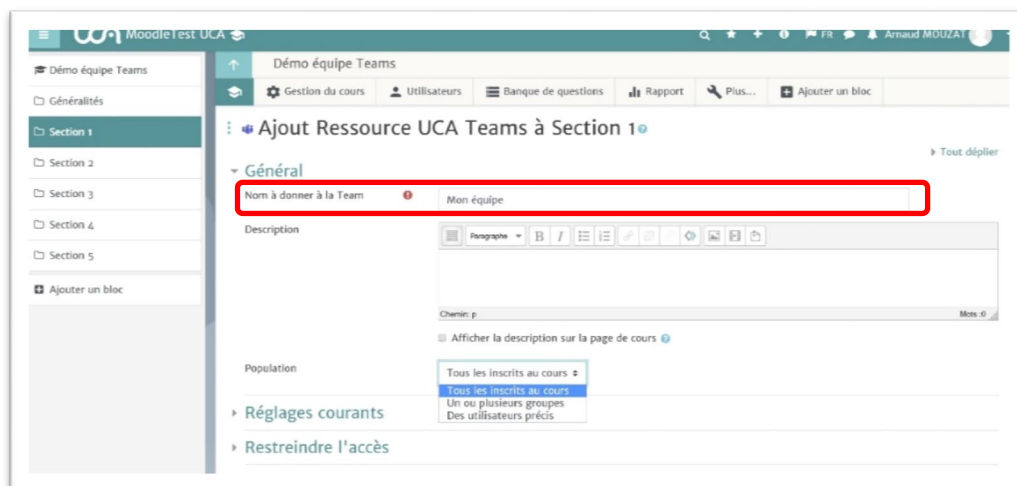 UCA MoodleTest UCA
FR
Arnaud MOUZAT
Démo équipe Teams
Généralités
Section 1
Section 2
Section 3
Section 4
Section 5
Ajouter un bloc
Démo équipe Teams
Gestion du cours Utilisateurs Banque de questions Rapport Plus... Ajouter un bloc
Ajout Ressource UCA Teams à Section 1
Tout déplier
Général
Nom à donner à la Team Mon équipe
Description
Paragraphe B I
Chemin: p Mots :0
Afficher la description sur la page de cours
Population Tous les inscrits au cours
Tous les inscrits au cours
Un ou plusieurs groupes
Des utilisateurs précis
Réglages courants
Restreindre l'accès